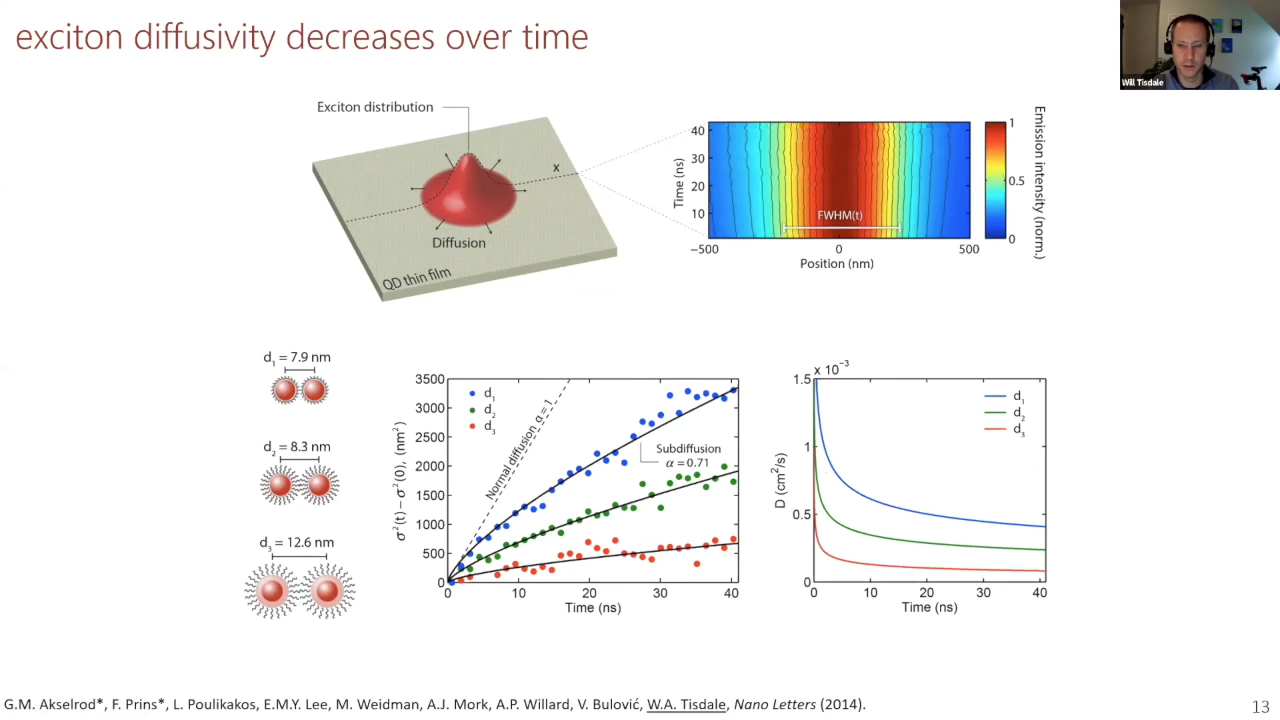 exciton diffusivity decreases over time
Will Tisdale
Exciton distribution
x
Diffusion
QD thin film
40
30
20
10
Time (ns)
FWHM(t)
−500
0
500
Position (nm)
1
0.5
0
Emission intensity (norm.)
d₁ = 7.9 nm
d₂ = 8.3 nm
d₃ = 12.6 nm
3500
3000
2500
2000
1500
1000
500
0
σ²(t) − σ²(0), (nm²)
d₁
d₂
d₃
Normal diffusion α = 1
Subdiffusion
α = 0.71
0
10
20
30
40
Time (ns)
x 10⁻³
1.5
1
0.5
0
D (cm²/s)
d₁
d₂
d₃
0
10
20
30
40
Time (ns)
G.M. Akselrod*, F. Prins*, L. Poulikakos, E.M.Y. Lee, M. Weidman, A.J. Mork, A.P. Willard, V. Bulović, W.A. Tisdale, Nano Letters (2014).
13